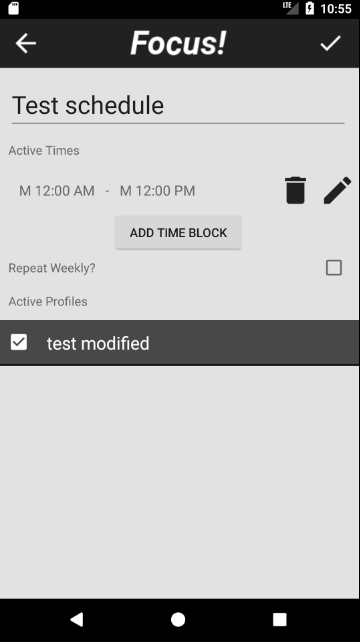 LTE 10:55
Focus!
Test schedule
Active Times
M 12:00 AM - M 12:00 PM
ADD TIME BLOCK
Repeat Weekly?
Active Profiles
test modified